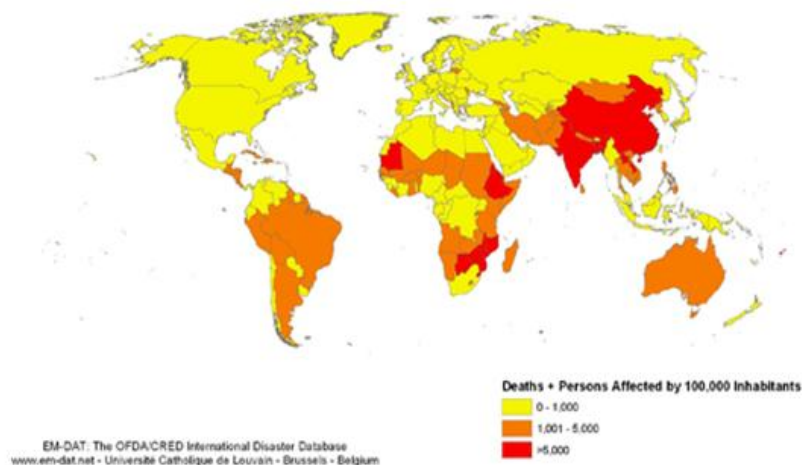 Deaths + Persons Affected by 100,000 Inhabitants
0 - 1,000
1,001 - 5,000
>5,000
EM-DAT: The OFDA/CRED International Disaster Database
www.em-dat.net - Université Catholique de Louvain - Brussels - Belgium